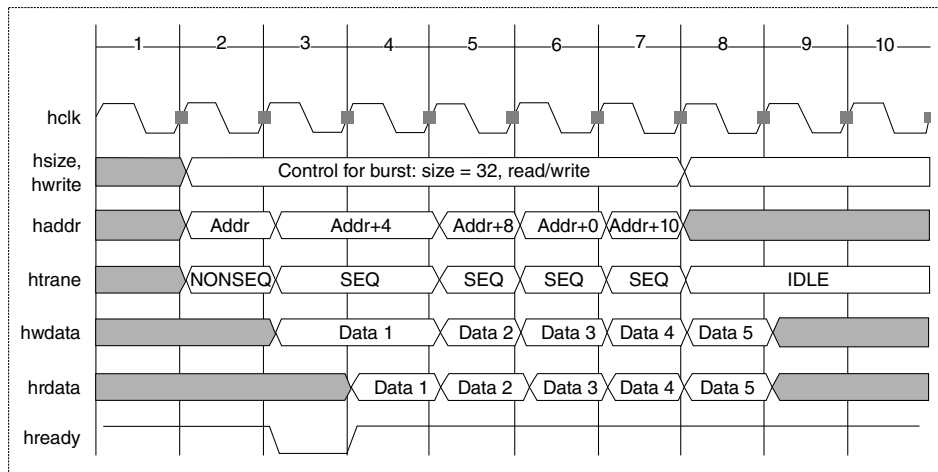 1 2 3 4 5 6 7 8 9 10
hclk
hsize,
hwrite
Control for burst: size = 32, read/write
haddr Addr Addr+4 Addr+8 Addr+0 Addr+10
htrane NONSEQ SEQ SEQ SEQ SEQ IDLE
hwdata Data 1 Data 2 Data 3 Data 4 Data 5
hrdata Data 1 Data 2 Data 3 Data 4 Data 5
hready